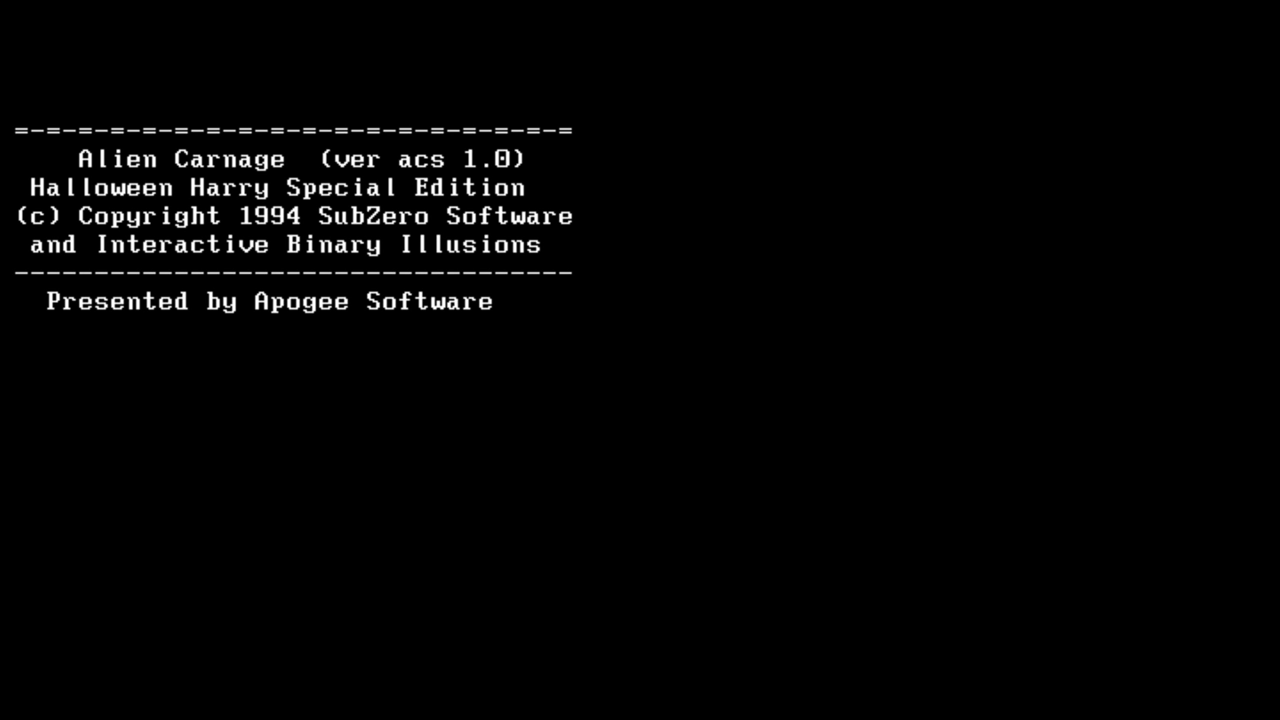 =-=-=-=-=-=-=-=-=-=-=-=-=-=-=-=-=-=
Alien Carnage  (ver acs 1.0)
Halloween Harry Special Edition
(c) Copyright 1994 SubZero Software
and Interactive Binary Illusions
-----------------------------------
Presented by Apogee Software